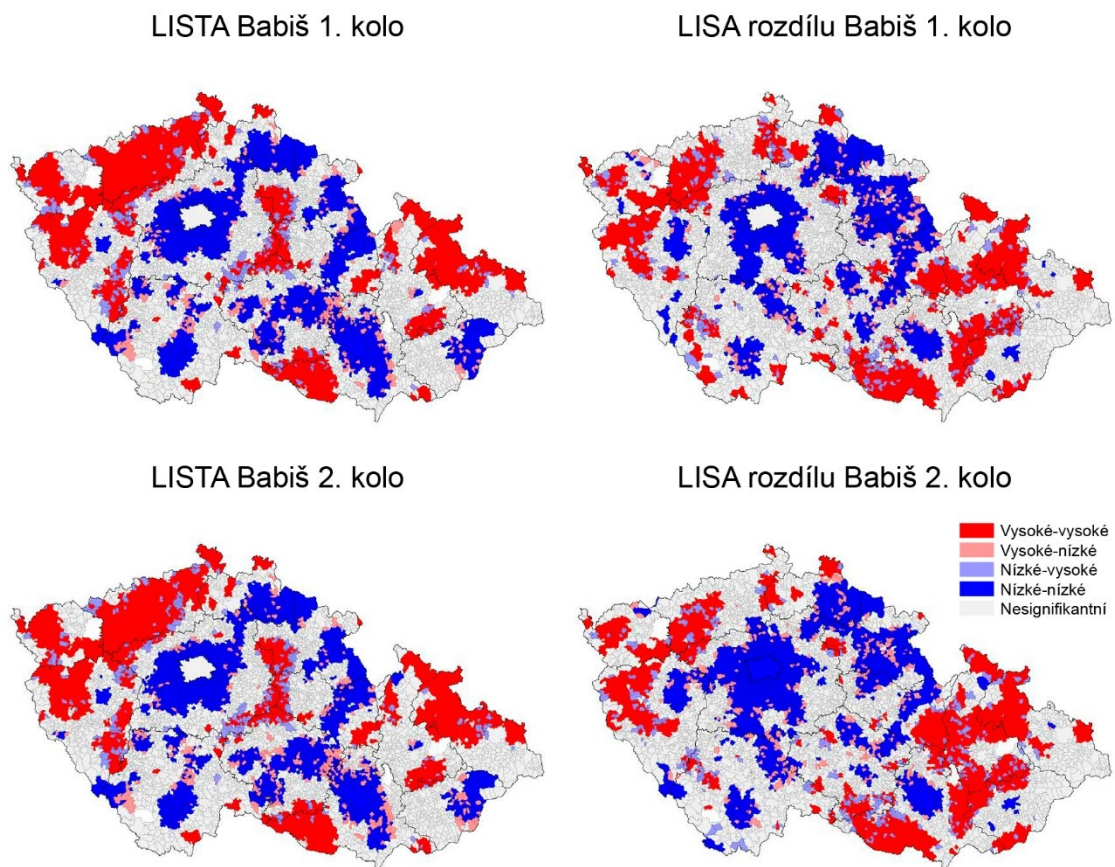 LISTA Babiš 1. kolo
LISA rozdílu Babiš 1. kolo
LISTA Babiš 2. kolo
LISA rozdílu Babiš 2. kolo
Vysoké-vysoké
Vysoké-nízké
Nízké-vysoké
Nízké-nízké
Nesignifikantní